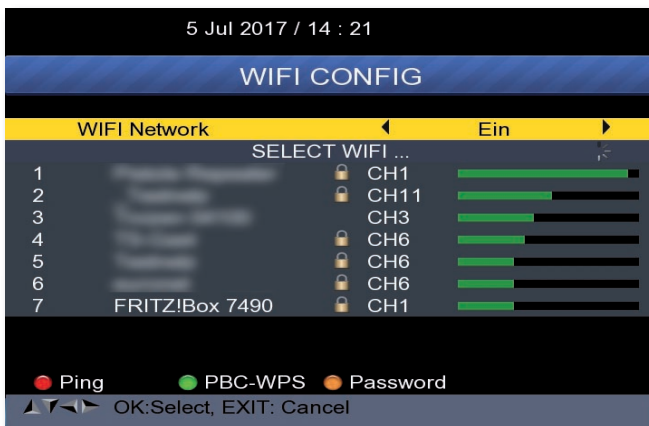 5 Jul 2017 / 14 : 21
WIFI CONFIG
WIFI Network Ein
SELECT WIFI ...
1 CH1
2 CH11
3 CH3
4 CH6
5 CH6
6 CH6
7 FRITZ!Box 7490 CH1
Ping PBC-WPS Password
OK:Select, EXIT: Cancel